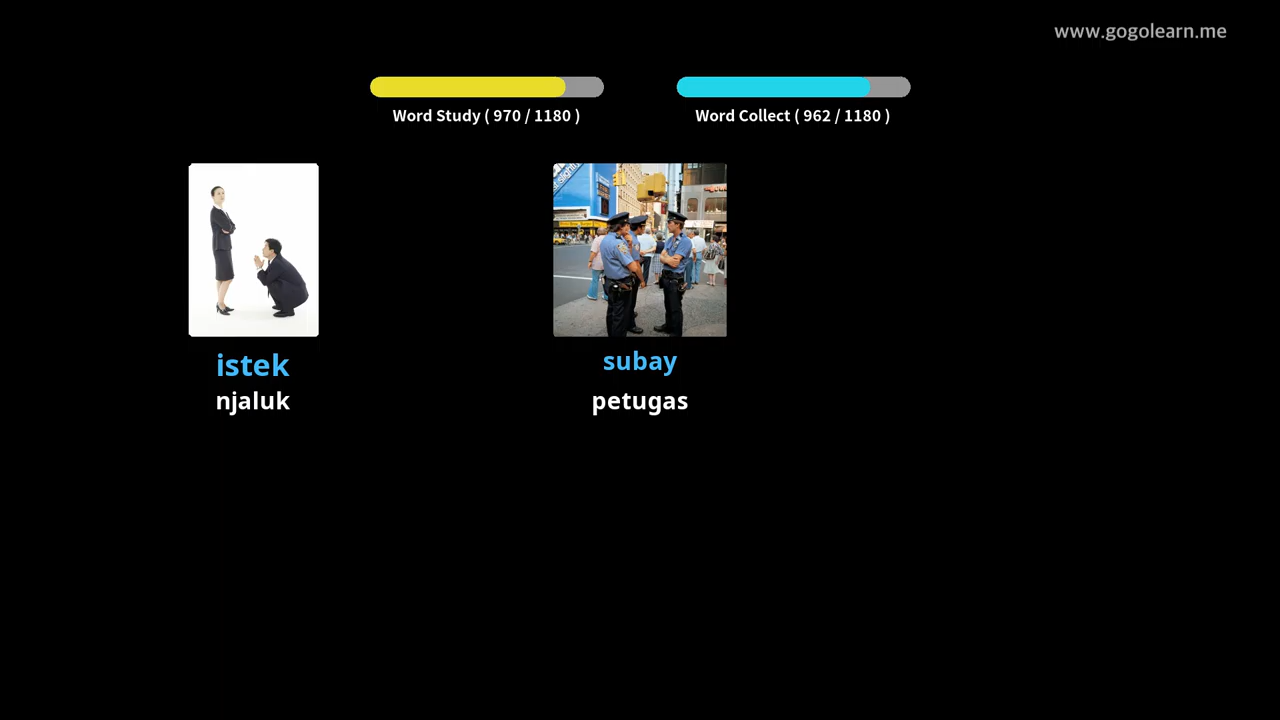 www.gogolearn.me
Word Study ( 970 / 1180 )
Word Collect ( 962 / 1180 )
istek
njaluk
subay
petugas